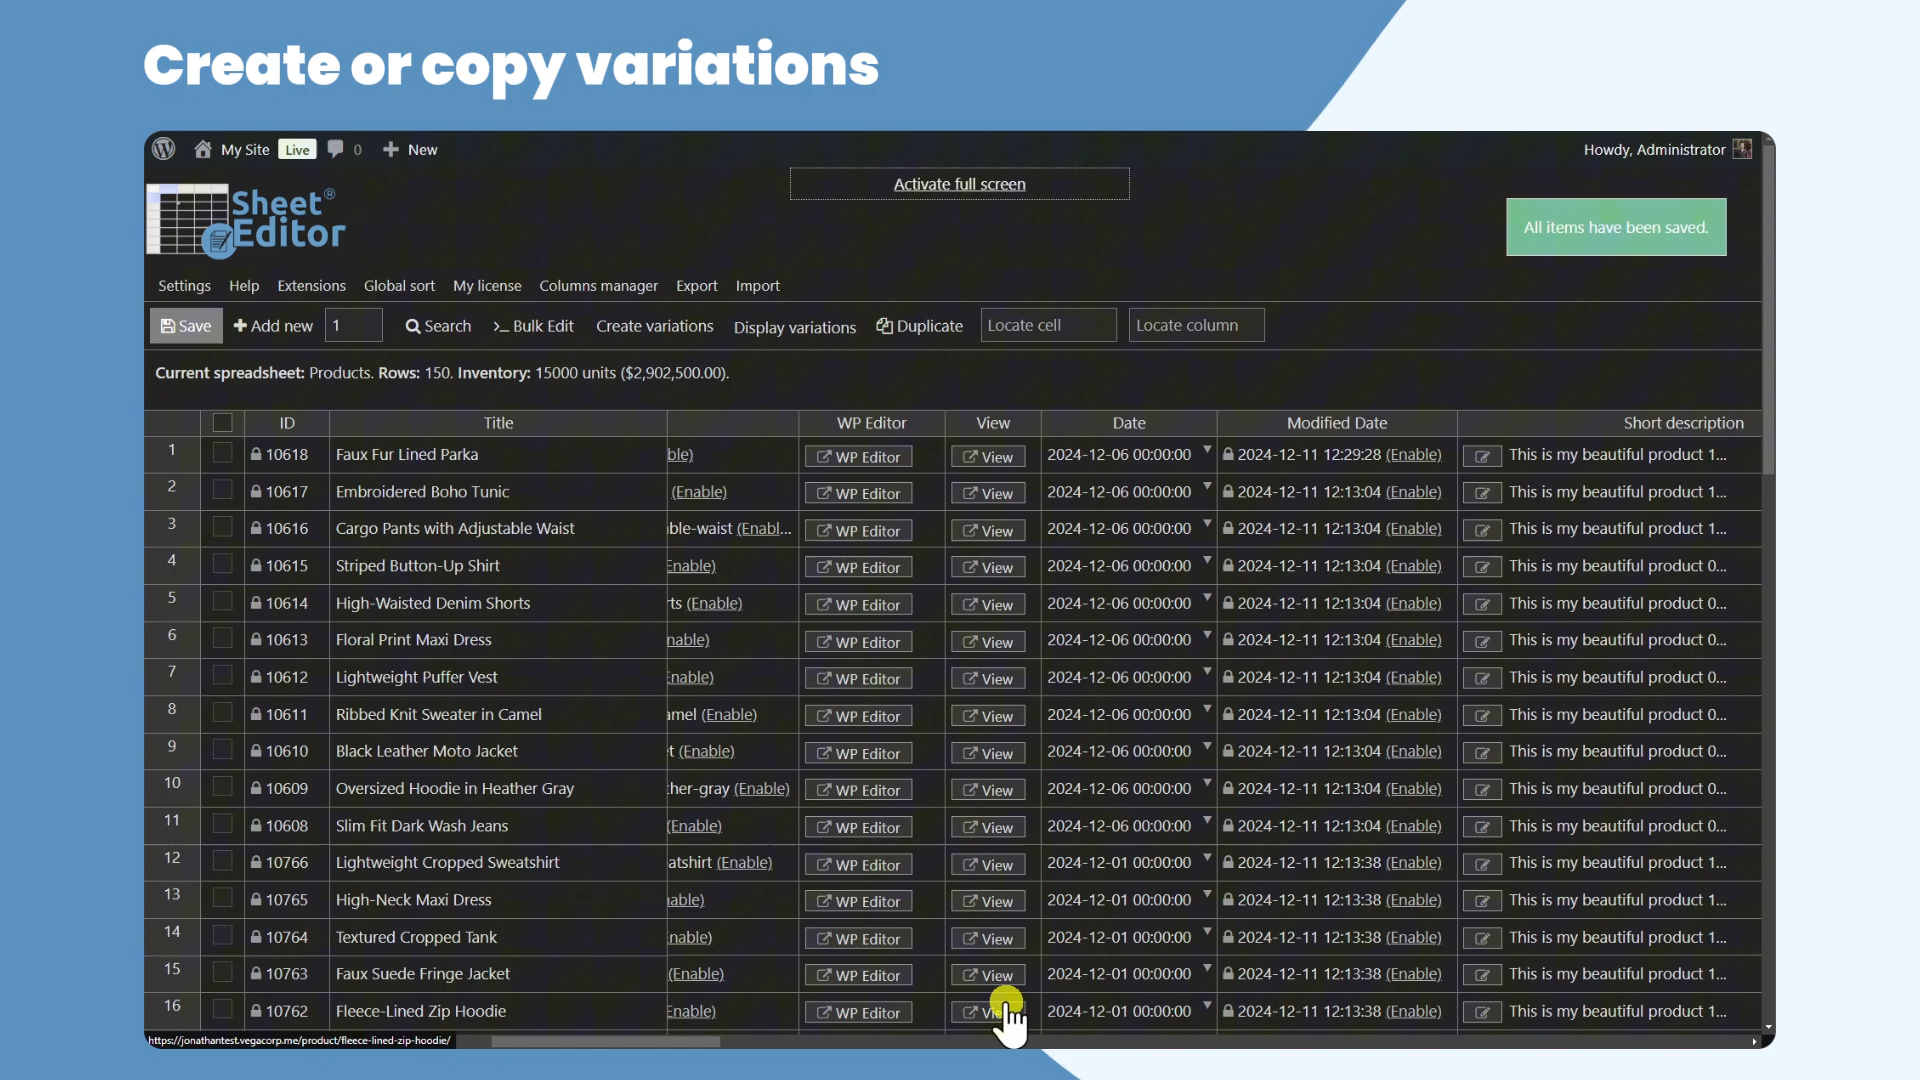 Create or copy variations
My Site Live 0 New Howdy, Administrator
Activate full screen
Sheet®
Editor
All items have been saved.
Settings Help Extensions Global sort My license Columns manager Export Import
Save Add new 1 Search >_ Bulk Edit Create variations Display variations Duplicate Locate cell Locate column
Current spreadsheet: Products. Rows: 150. Inventory: 15000 units ($2,902,500.00).
ID Title WP Editor View Date Modified Date Short description
1 10618 Faux Fur Lined Parka ble) WP Editor View 2024-12-06 00:00:00 2024-12-11 12:29:28 (Enable) This is my beautiful product 1...
2 10617 Embroidered Boho Tunic (Enable) WP Editor View 2024-12-06 00:00:00 2024-12-11 12:13:04 (Enable) This is my beautiful product 1...
3 10616 Cargo Pants with Adjustable Waist ble-waist (Enabl... WP Editor View 2024-12-06 00:00:00 2024-12-11 12:13:04 (Enable) This is my beautiful product 1...
4 10615 Striped Button-Up Shirt Enable) WP Editor View 2024-12-06 00:00:00 2024-12-11 12:13:04 (Enable) This is my beautiful product 0...
5 10614 High-Waisted Denim Shorts ts (Enable) WP Editor View 2024-12-06 00:00:00 2024-12-11 12:13:04 (Enable) This is my beautiful product 0...
6 10613 Floral Print Maxi Dress nable) WP Editor View 2024-12-06 00:00:00 2024-12-11 12:13:04 (Enable) This is my beautiful product 0...
7 10612 Lightweight Puffer Vest Enable) WP Editor View 2024-12-06 00:00:00 2024-12-11 12:13:04 (Enable) This is my beautiful product 0...
8 10611 Ribbed Knit Sweater in Camel amel (Enable) WP Editor View 2024-12-06 00:00:00 2024-12-11 12:13:04 (Enable) This is my beautiful product 0...
9 10610 Black Leather Moto Jacket t (Enable) WP Editor View 2024-12-06 00:00:00 2024-12-11 12:13:04 (Enable) This is my beautiful product 0...
10 10609 Oversized Hoodie in Heather Gray her-gray (Enable) WP Editor View 2024-12-06 00:00:00 2024-12-11 12:13:04 (Enable) This is my beautiful product 0...
11 10608 Slim Fit Dark Wash Jeans (Enable) WP Editor View 2024-12-06 00:00:00 2024-12-11 12:13:04 (Enable) This is my beautiful product 0...
12 10766 Lightweight Cropped Sweatshirt atshirt (Enable) WP Editor View 2024-12-01 00:00:00 2024-12-11 12:13:38 (Enable) This is my beautiful product 1...
13 10765 High-Neck Maxi Dress nable) WP Editor View 2024-12-01 00:00:00 2024-12-11 12:13:38 (Enable) This is my beautiful product 1...
14 10764 Textured Cropped Tank nable) WP Editor View 2024-12-01 00:00:00 2024-12-11 12:13:38 (Enable) This is my beautiful product 1...
15 10763 Faux Suede Fringe Jacket (Enable) WP Editor View 2024-12-01 00:00:00 2024-12-11 12:13:38 (Enable) This is my beautiful product 1...
16 10762 Fleece-Lined Zip Hoodie Enable) WP Editor 2024-12-01 00:00:00 2024-12-11 12:13:38 (Enable) This is my beautiful product 1...
https://jonathantest.vegacorp.me/product/fleece-lined-zip-hoodie/